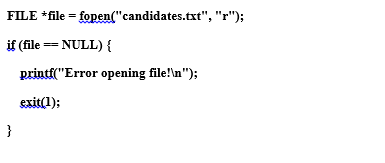 FILE *file = fopen("candidates.txt", "r");
if (file == NULL) {
printf("Error opening file!\n");
exit(1);
}